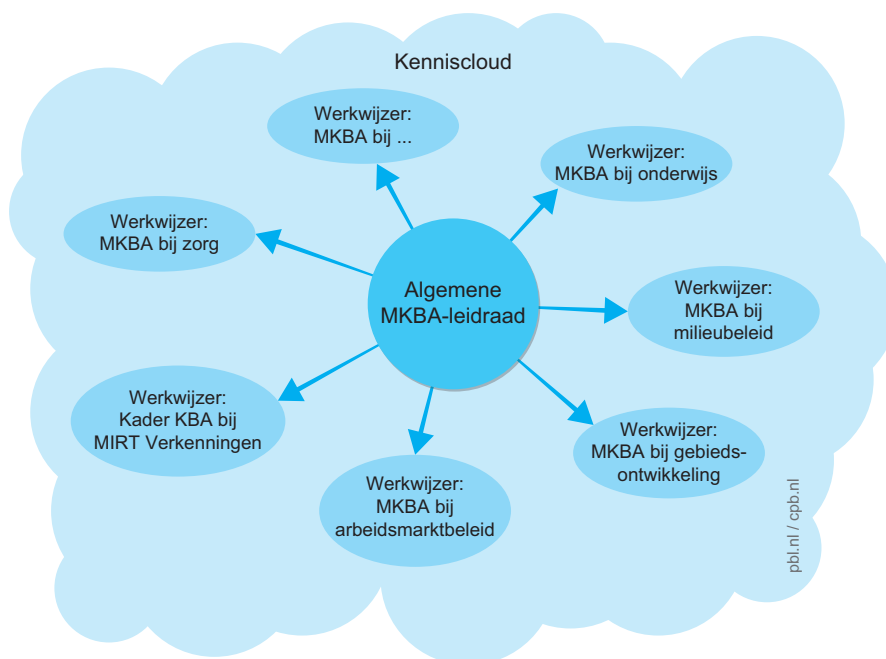 Kenniscloud
Werkwijzer:
MKBA bij ...
Werkwijzer:
MKBA bij onderwijs
Werkwijzer:
MKBA bij zorg
Algemene
MKBA-leidraad
Werkwijzer:
MKBA bij
milieubeleid
Werkwijzer:
Kader KBA bij
MIRT Verkenningen
Werkwijzer:
MKBA bij gebieds-
ontwikkeling
Werkwijzer:
MKBA bij
arbeidsmarktbeleid
pbl.nl / cpb.nl